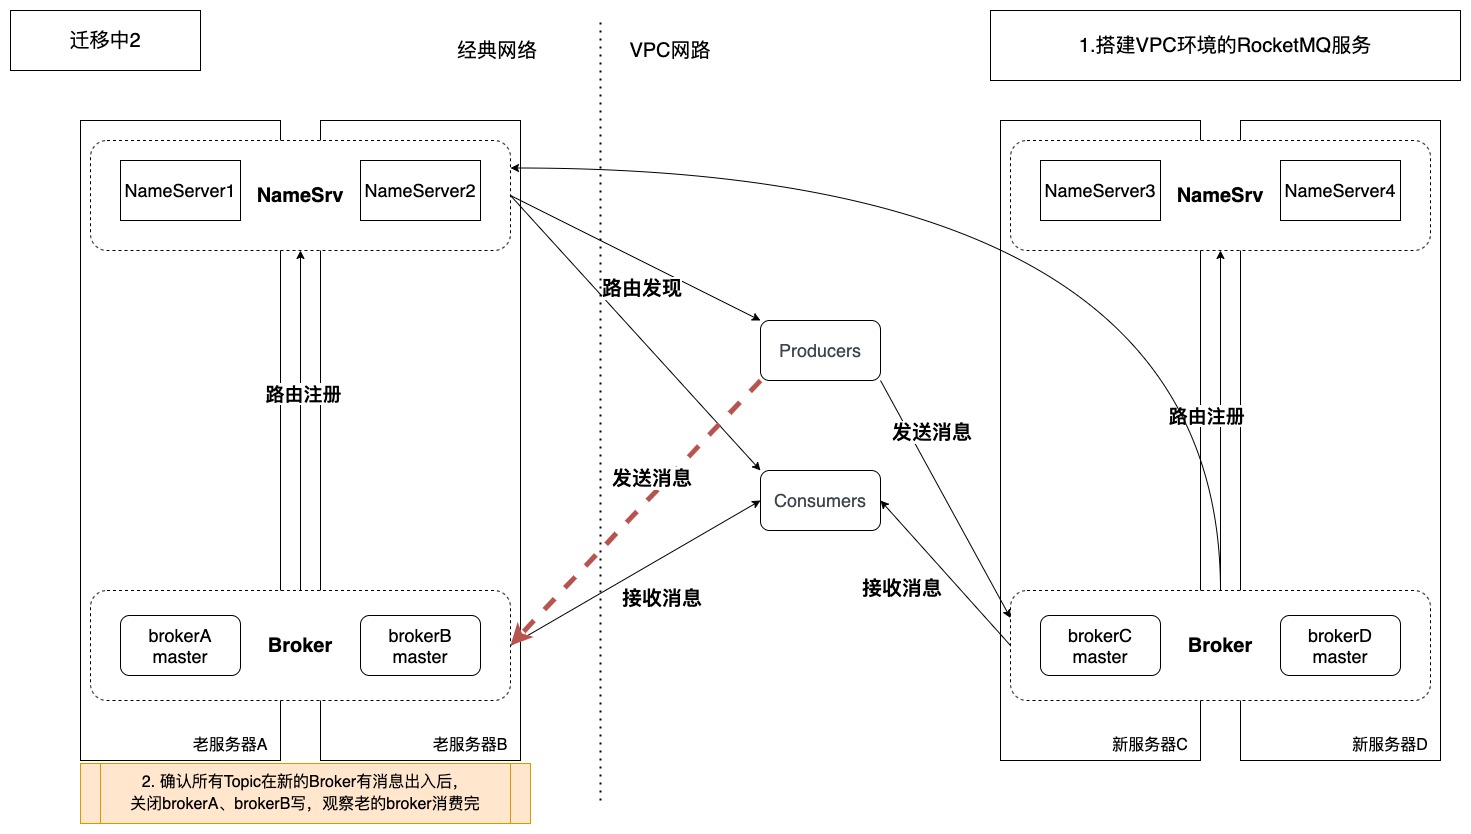 迁移中2
经典网络
VPC网路
1.搭建VPC环境的RocketMQ服务
NameServer1
NameSrv
NameServer2
NameServer3
NameSrv
NameServer4
路由发现
Producers
路由注册
路由注册
发送消息
发送消息
Consumers
接收消息
接收消息
brokerA
master
Broker
brokerB
master
brokerC
master
Broker
brokerD
master
老服务器A
老服务器B
新服务器C
新服务器D
2. 确认所有Topic在新的Broker有消息出入后，
关闭brokerA、brokerB写，观察老的broker消费完